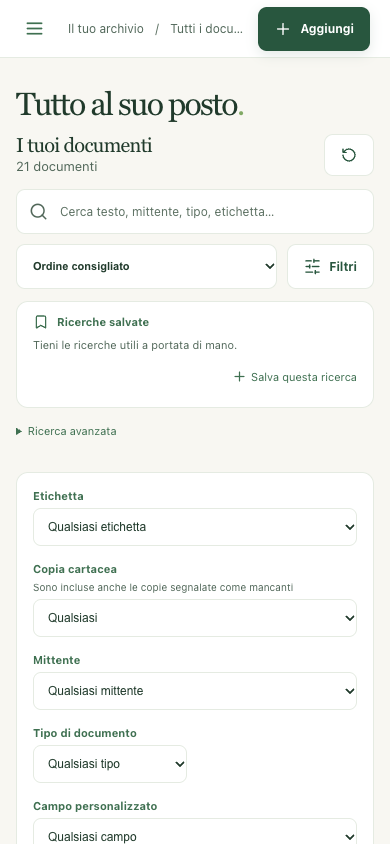 Il tuo archivio / Tutti i docu...
Aggiungi
Tutto al suo posto.
I tuoi documenti
21 documenti
Cerca testo, mittente, tipo, etichetta...
Ordine consigliato
Filtri
Ricerche salvate
Tieni le ricerche utili a portata di mano.
Salva questa ricerca
Ricerca avanzata
Etichetta
Qualsiasi etichetta
Copia cartacea
Sono incluse anche le copie segnalate come mancanti
Qualsiasi
Mittente
Qualsiasi mittente
Tipo di documento
Qualsiasi tipo
Campo personalizzato
Qualsiasi campo